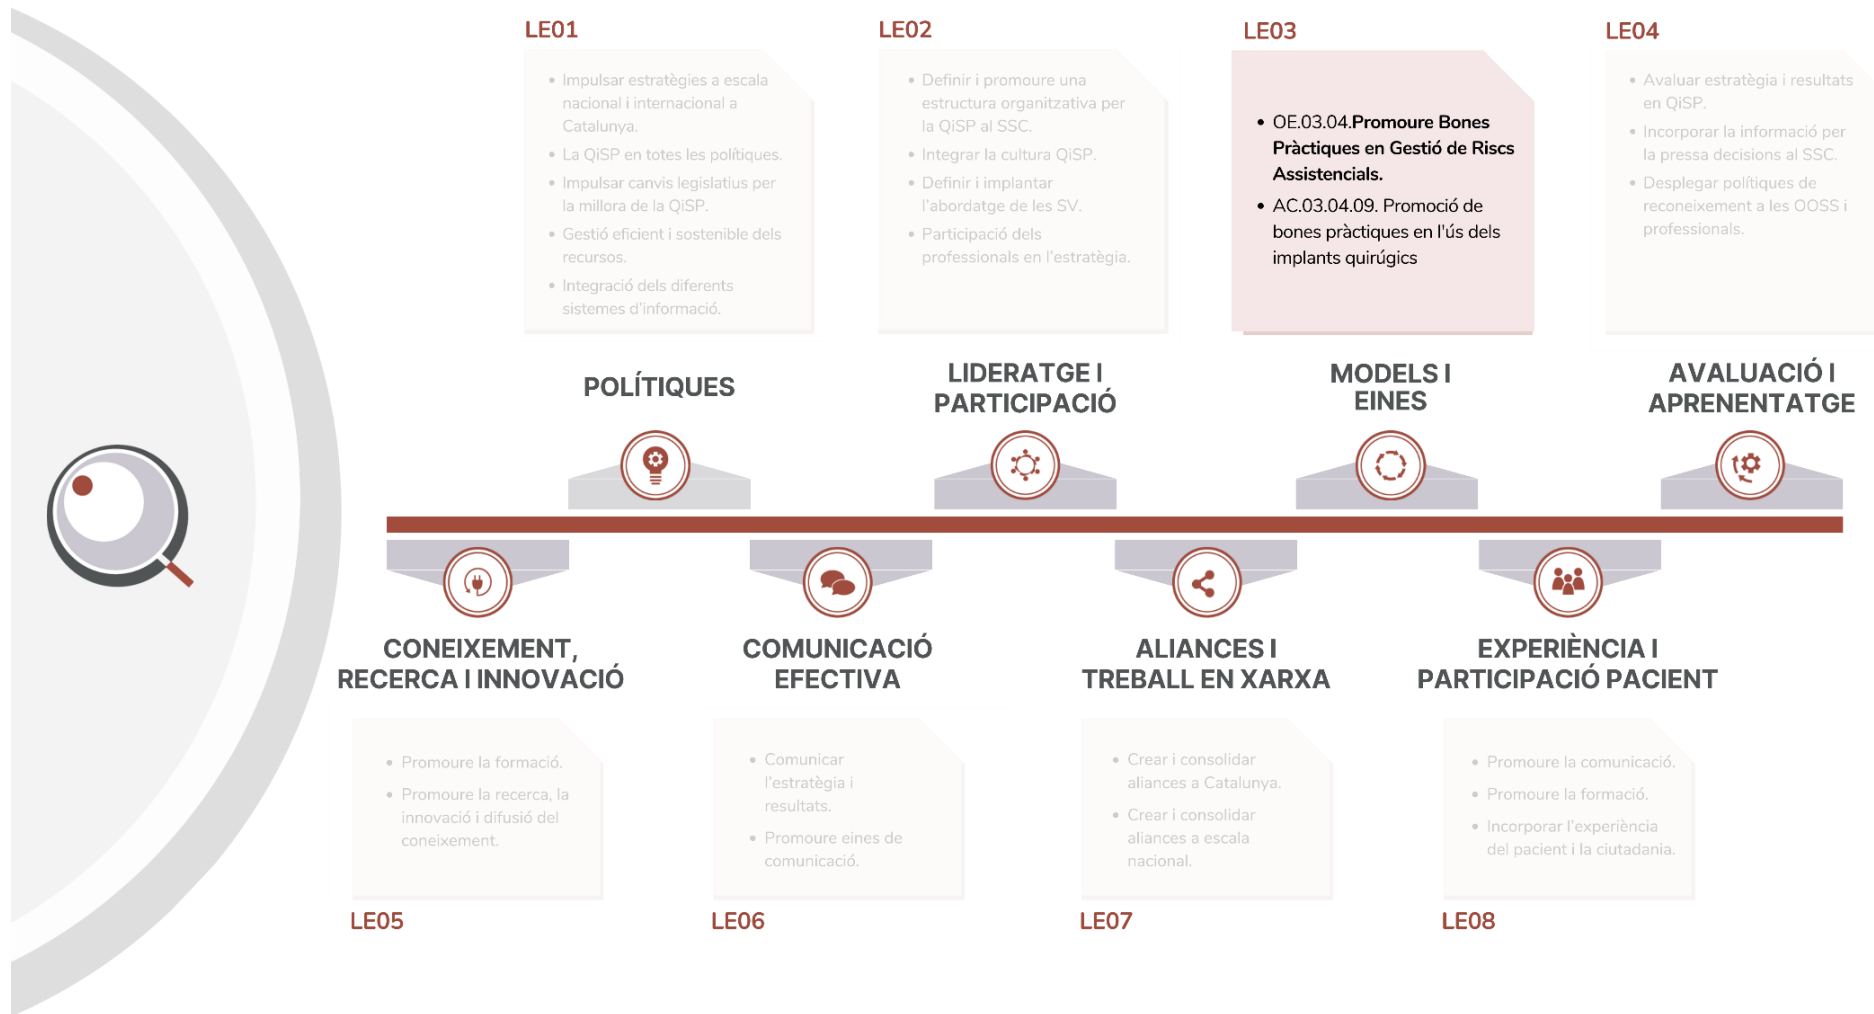 LE01
• Impulsar estratègies a escala
nacional i internacional a
Catalunya.
• La QiSP en totes les polítiques.
• Impulsar canvis legislatius per
la millora de la QiSP.
• Gestió eficient i sostenible dels
recursos.
• Integració dels diferents
sistemes d'informació.
POLÍTIQUES
LE02
• Definir i promoure una
estructura organitzativa per
la QiSP al SSC.
• Integrar la cultura QiSP.
• Definir i implantar
l'abordatge de les SV.
• Participació dels
professionals en l'estratègia.
LIDERATGE I
PARTICIPACIÓ
LE03
• OE.03.04.Promoure Bones
Pràctiques en Gestió de Riscs
Assistencials.
• AC.03.04.09. Promoció de
bones pràctiques en l'ús dels
implants quirúgics
MODELS I
EINES
LE04
• Avaluar estratègia i resultats
en QiSP.
• Incorporar la informació per
la pressa decisions al SSC.
• Desplegar polítiques de
reconeixement a les OOSS i
professionals.
AVALUACIÓ I
APRENENTATGE
CONEIXEMENT,
RECERCA I INNOVACIÓ
• Promoure la formació.
• Promoure la recerca, la
innovació i difusió del
coneixement.
LE05
COMUNICACIÓ
EFECTIVA
• Comunicar
l'estratègia i
resultats.
• Promoure eines de
comunicació.
LE06
ALIANCES I
TREBALL EN XARXA
• Crear i consolidar
aliances a Catalunya.
• Crear i consolidar
aliances a escala
nacional.
LE07
EXPERIÈNCIA I
PARTICIPACIÓ PACIENT
• Promoure la comunicació.
• Promoure la formació.
• Incorporar l'experiència
del pacient i la ciutadania.
LE08